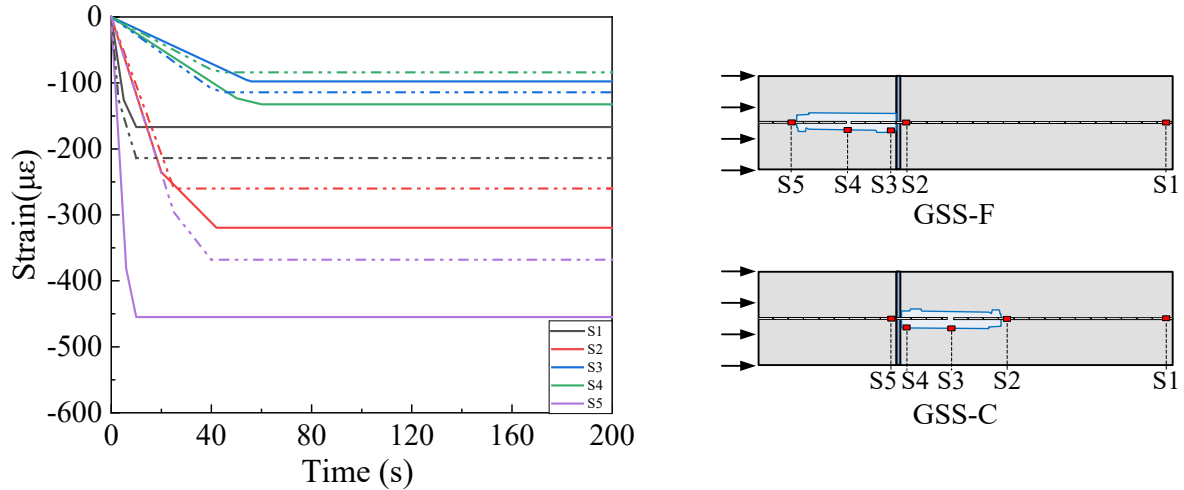 0
-100
-200
-300
-400
-500
-600
Strain(με)
0
40
80
120
160
200
Time (s)
S1
S2
S3
S4
S5
S5 S4 S3 S2 S1
GSS-F
S5 S4 S3 S2 S1
GSS-C